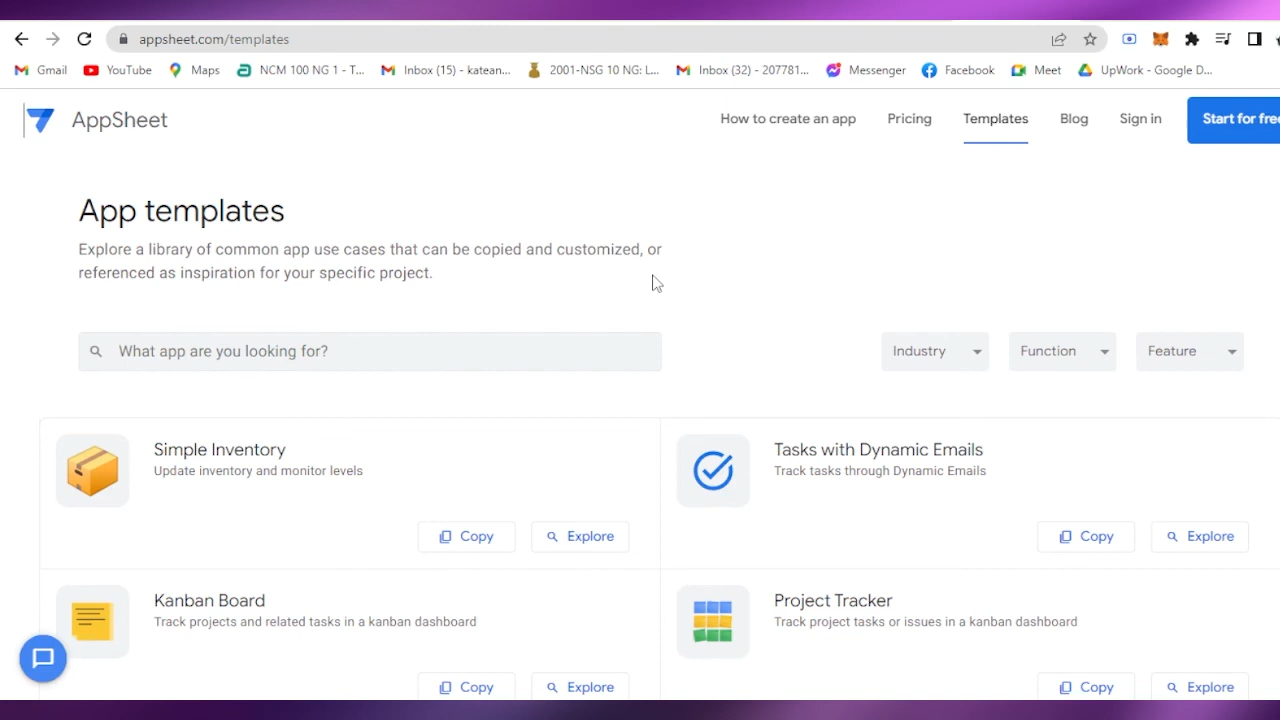 appsheet.com/templates
Gmail
YouTube
Maps
NCM 100 NG 1 - T...
Inbox (15) - katean...
2001-NSG 10 NG: L...
Inbox (32) - 207781...
Messenger
Facebook
Meet
UpWork - Google D...
AppSheet
How to create an app
Pricing
Templates
Blog
Sign in
Start for free
App templates
Explore a library of common app use cases that can be copied and customized, or
referenced as inspiration for your specific project.
What app are you looking for?
Industry
Function
Feature
Simple Inventory
Update inventory and monitor levels
Copy
Explore
Tasks with Dynamic Emails
Track tasks through Dynamic Emails
Copy
Explore
Kanban Board
Track projects and related tasks in a kanban dashboard
Copy
Explore
Project Tracker
Track project tasks or issues in a kanban dashboard
Copy
Explore